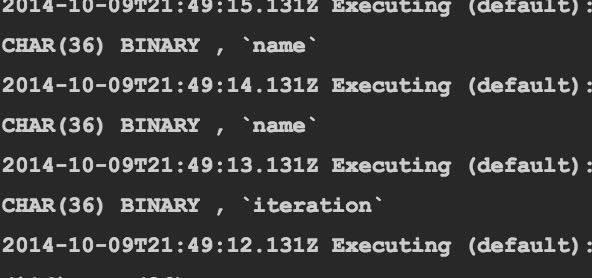 2014-10-09T21:49:15.131Z Executing (default):
CHAR(36) BINARY , `name`
2014-10-09T21:49:14.131Z Executing (default):
CHAR(36) BINARY , `name`
2014-10-09T21:49:13.131Z Executing (default):
CHAR(36) BINARY , `iteration`
2014-10-09T21:49:12.131Z Executing (default):